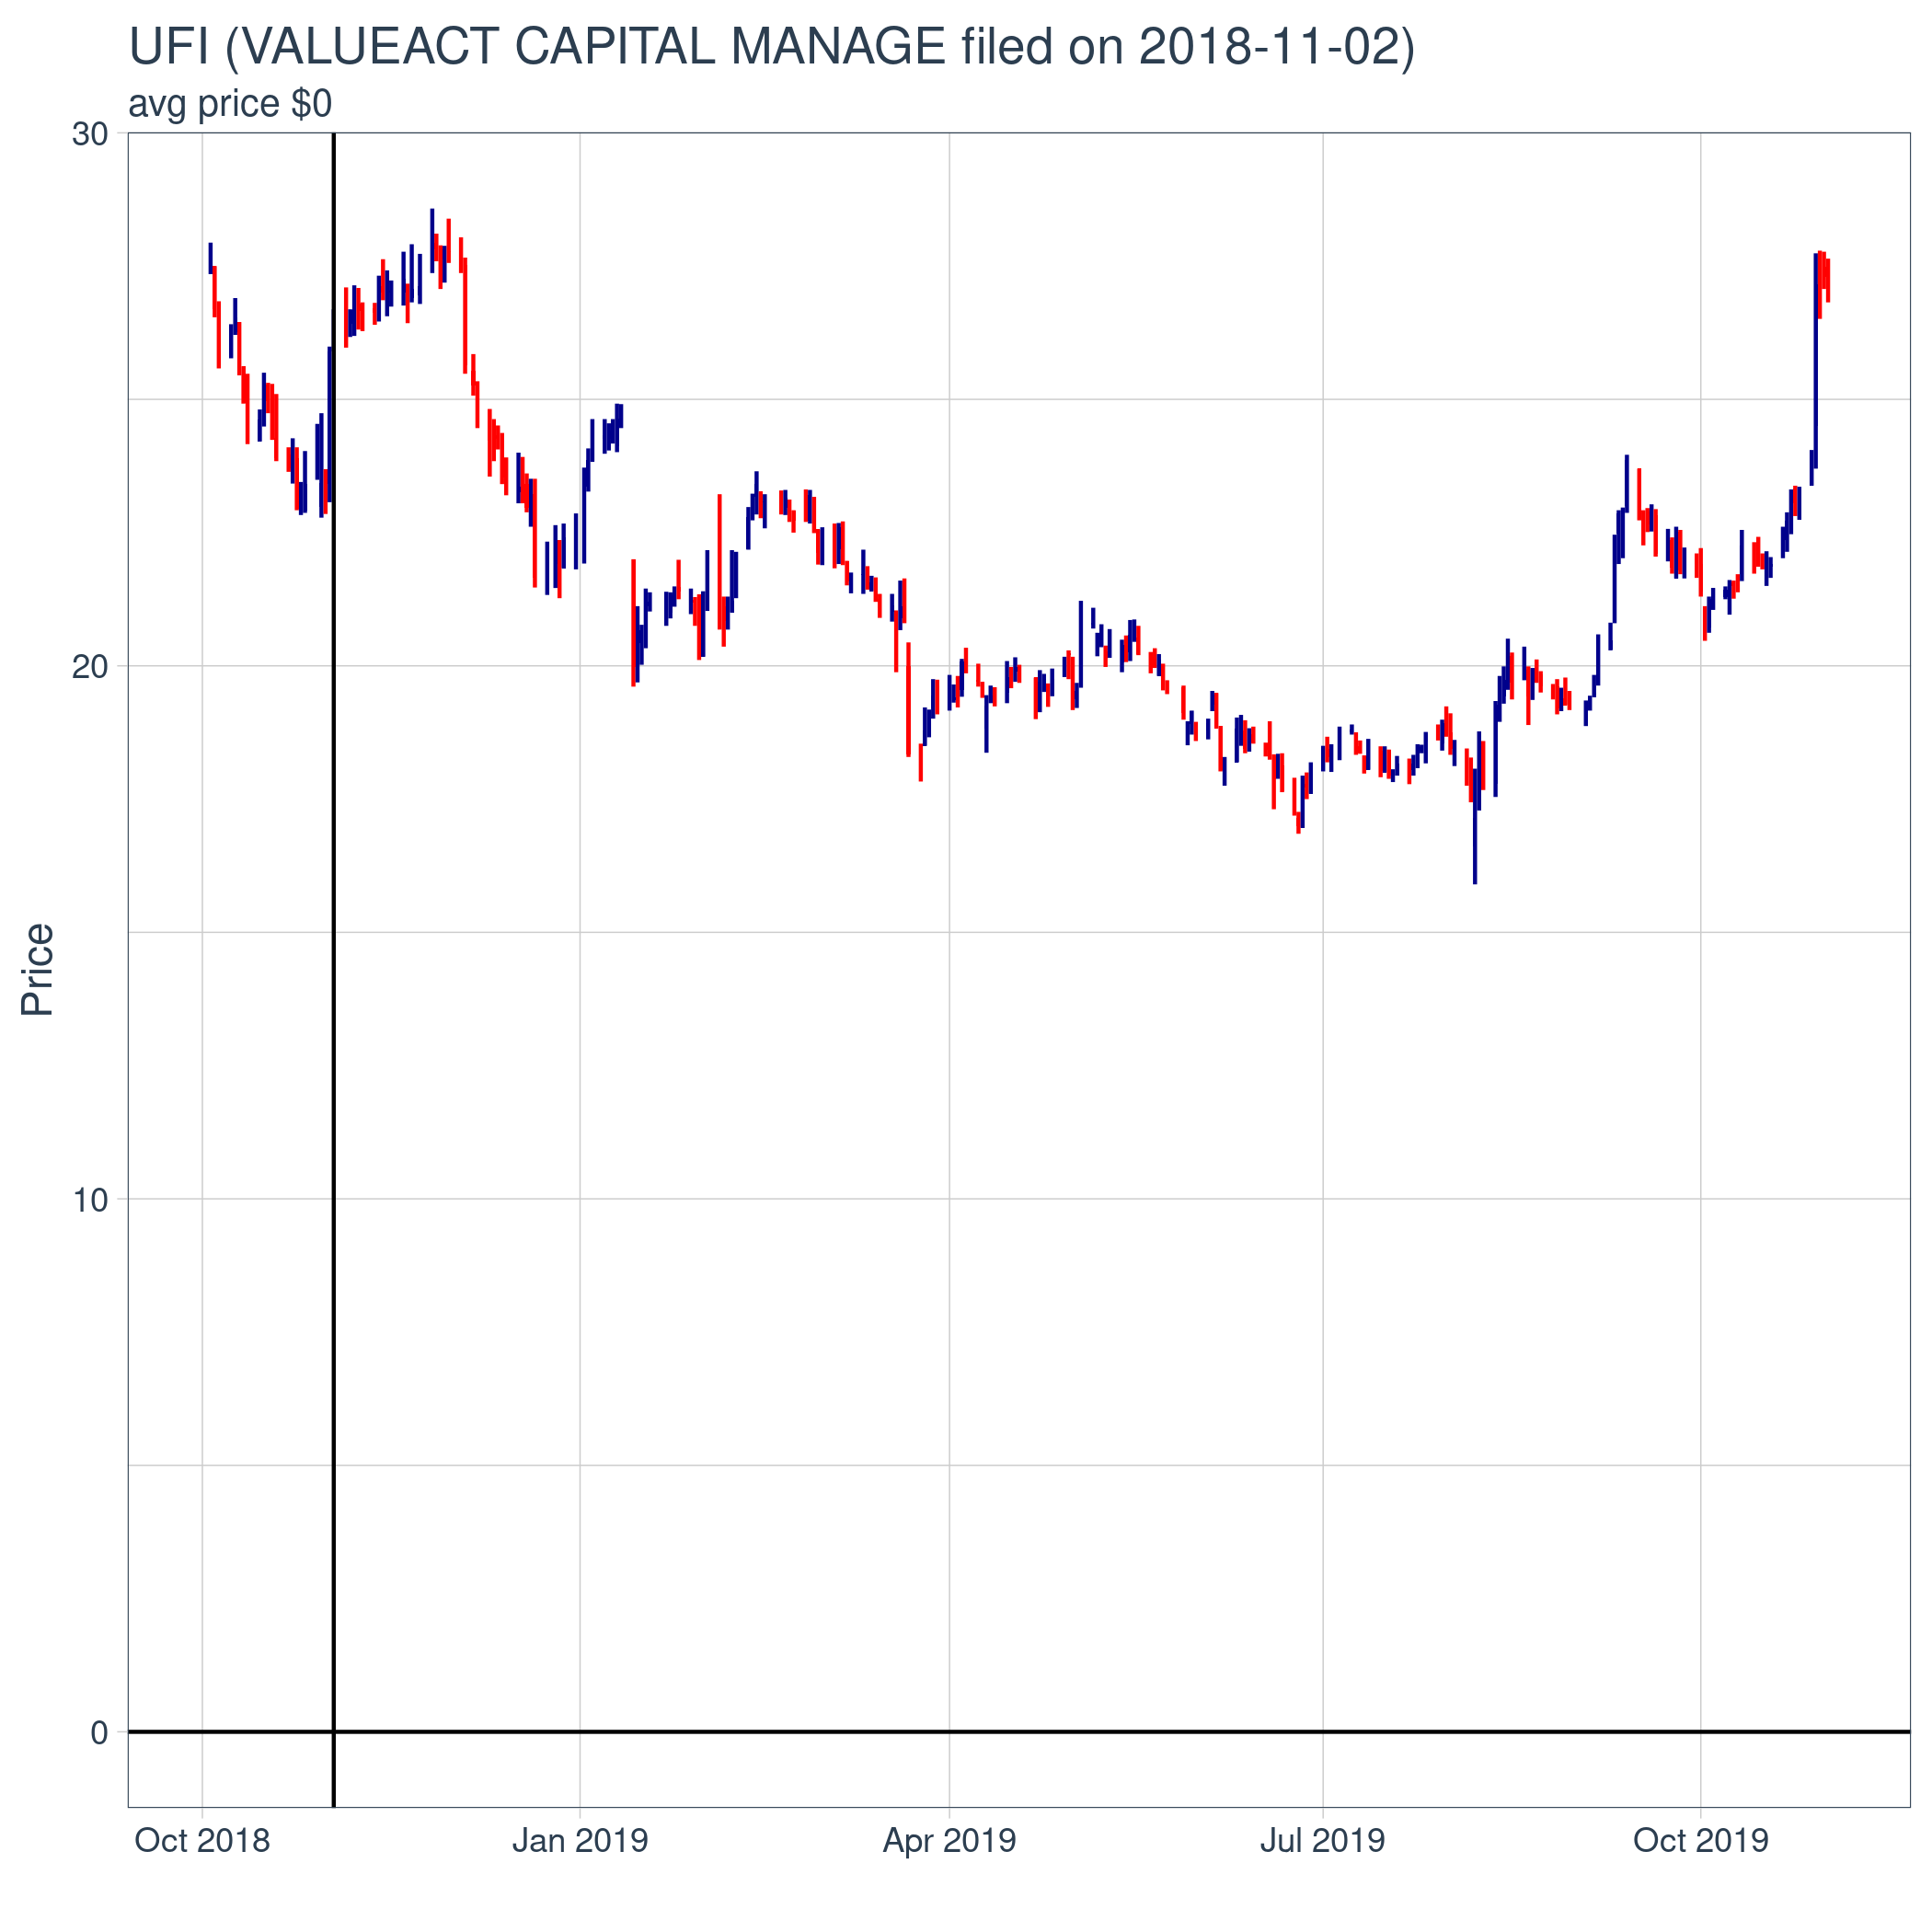 UFI (VALUEACT CAPITAL MANAGE filed on 2018-11-02)
avg price $0
30
20
Price
10
0
Oct 2018 Jan 2019 Apr 2019 Jul 2019 Oct 2019